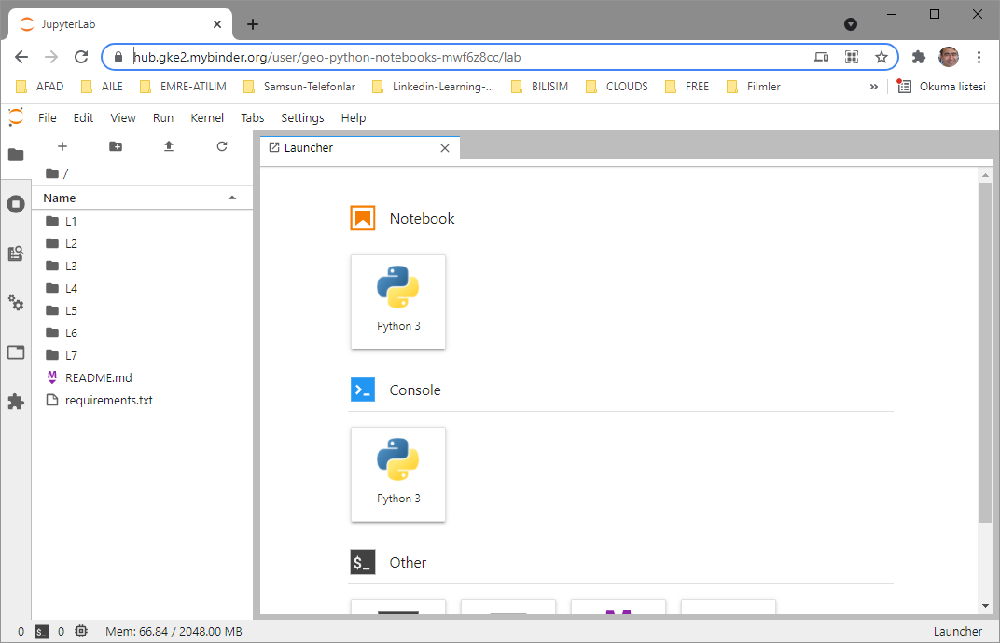 JupyterLab
hub.gke2.mybinder.org/user/geo-python-notebooks-mwf6z8cc/lab
AFAD AILE EMRE-ATILIM Samsun-Telefonlar Linkedin-Learning-... BILISIM CLOUDS FREE Filmler » Okuma listesi
File Edit View Run Kernel Tabs Settings Help
Launcher
/
Name
L1
L2
L3
L4
L5
L6
L7
README.md
requirements.txt
Notebook
Python 3
Console
Python 3
$_ Other
0 $_ 0 Mem: 66.84 / 2048.00 MB Launcher